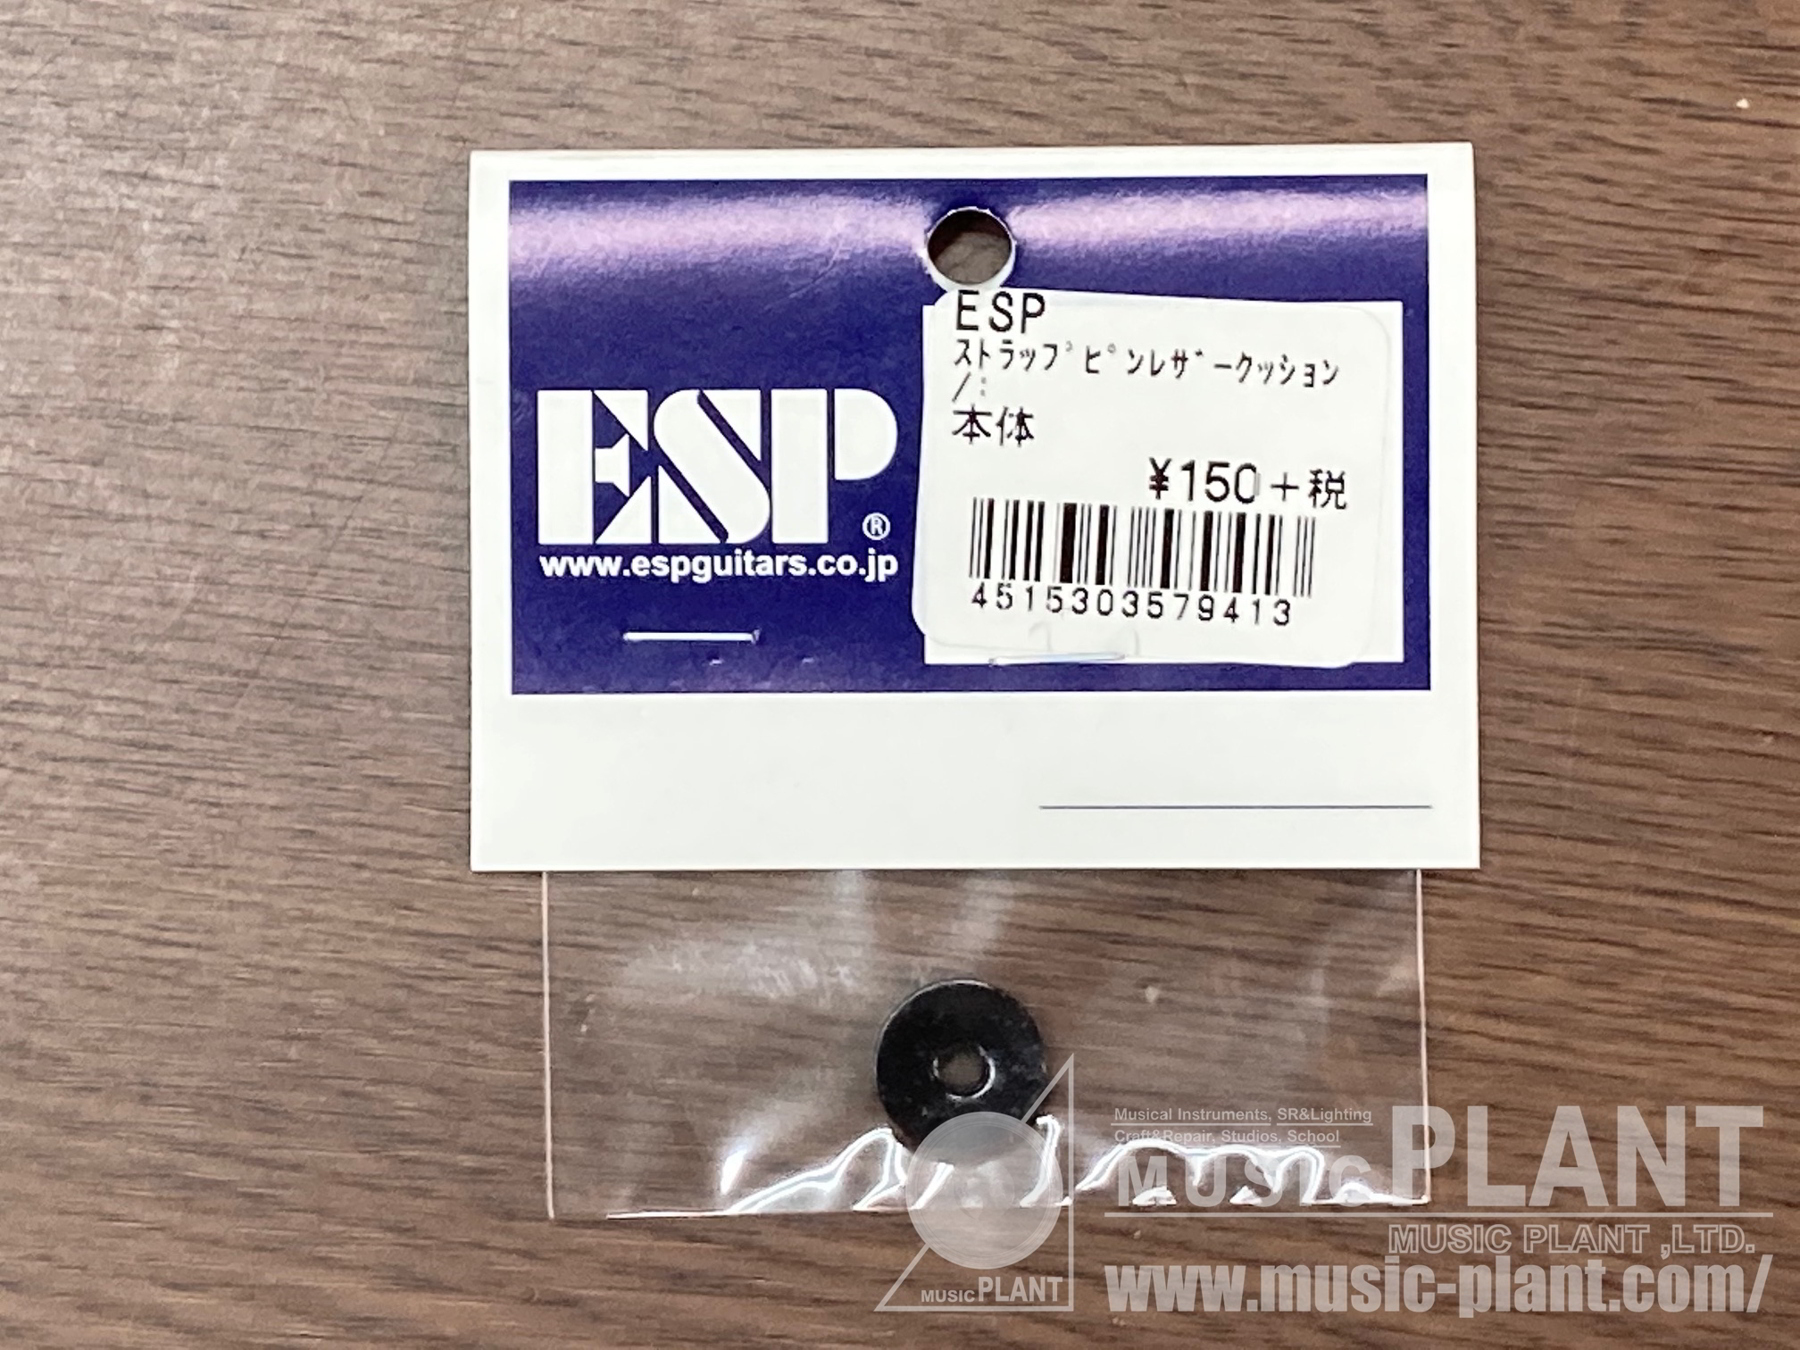 ESP
ｽﾄﾗｯﾌﾟﾋﾟﾝﾚｻﾞｰｸｯｼｮﾝ
/:
本体
¥150+税
4515303579413
ESP®
www.espguitars.co.jp
Musical Instruments, SR&Lighting
Craft&Repair, Studios, School
MUSIC PLANT
MUSIC PLANT ,LTD.
www.music-plant.com/
MUSIC PLANT